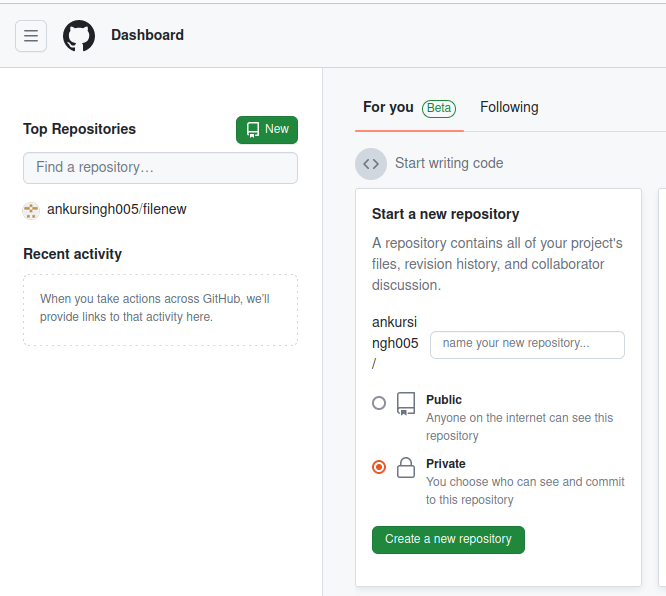 Dashboard
Top Repositories
New
Find a repository…
ankursingh005/filenew
Recent activity
When you take actions across GitHub, we'll
provide links to that activity here.
For you Beta Following
Start writing code
Start a new repository
A repository contains all of your project's
files, revision history, and collaborator
discussion.
ankursi
ngh005
/
name your new repository...
Public
Anyone on the internet can see this
repository
Private
You choose who can see and commit
to this repository
Create a new repository